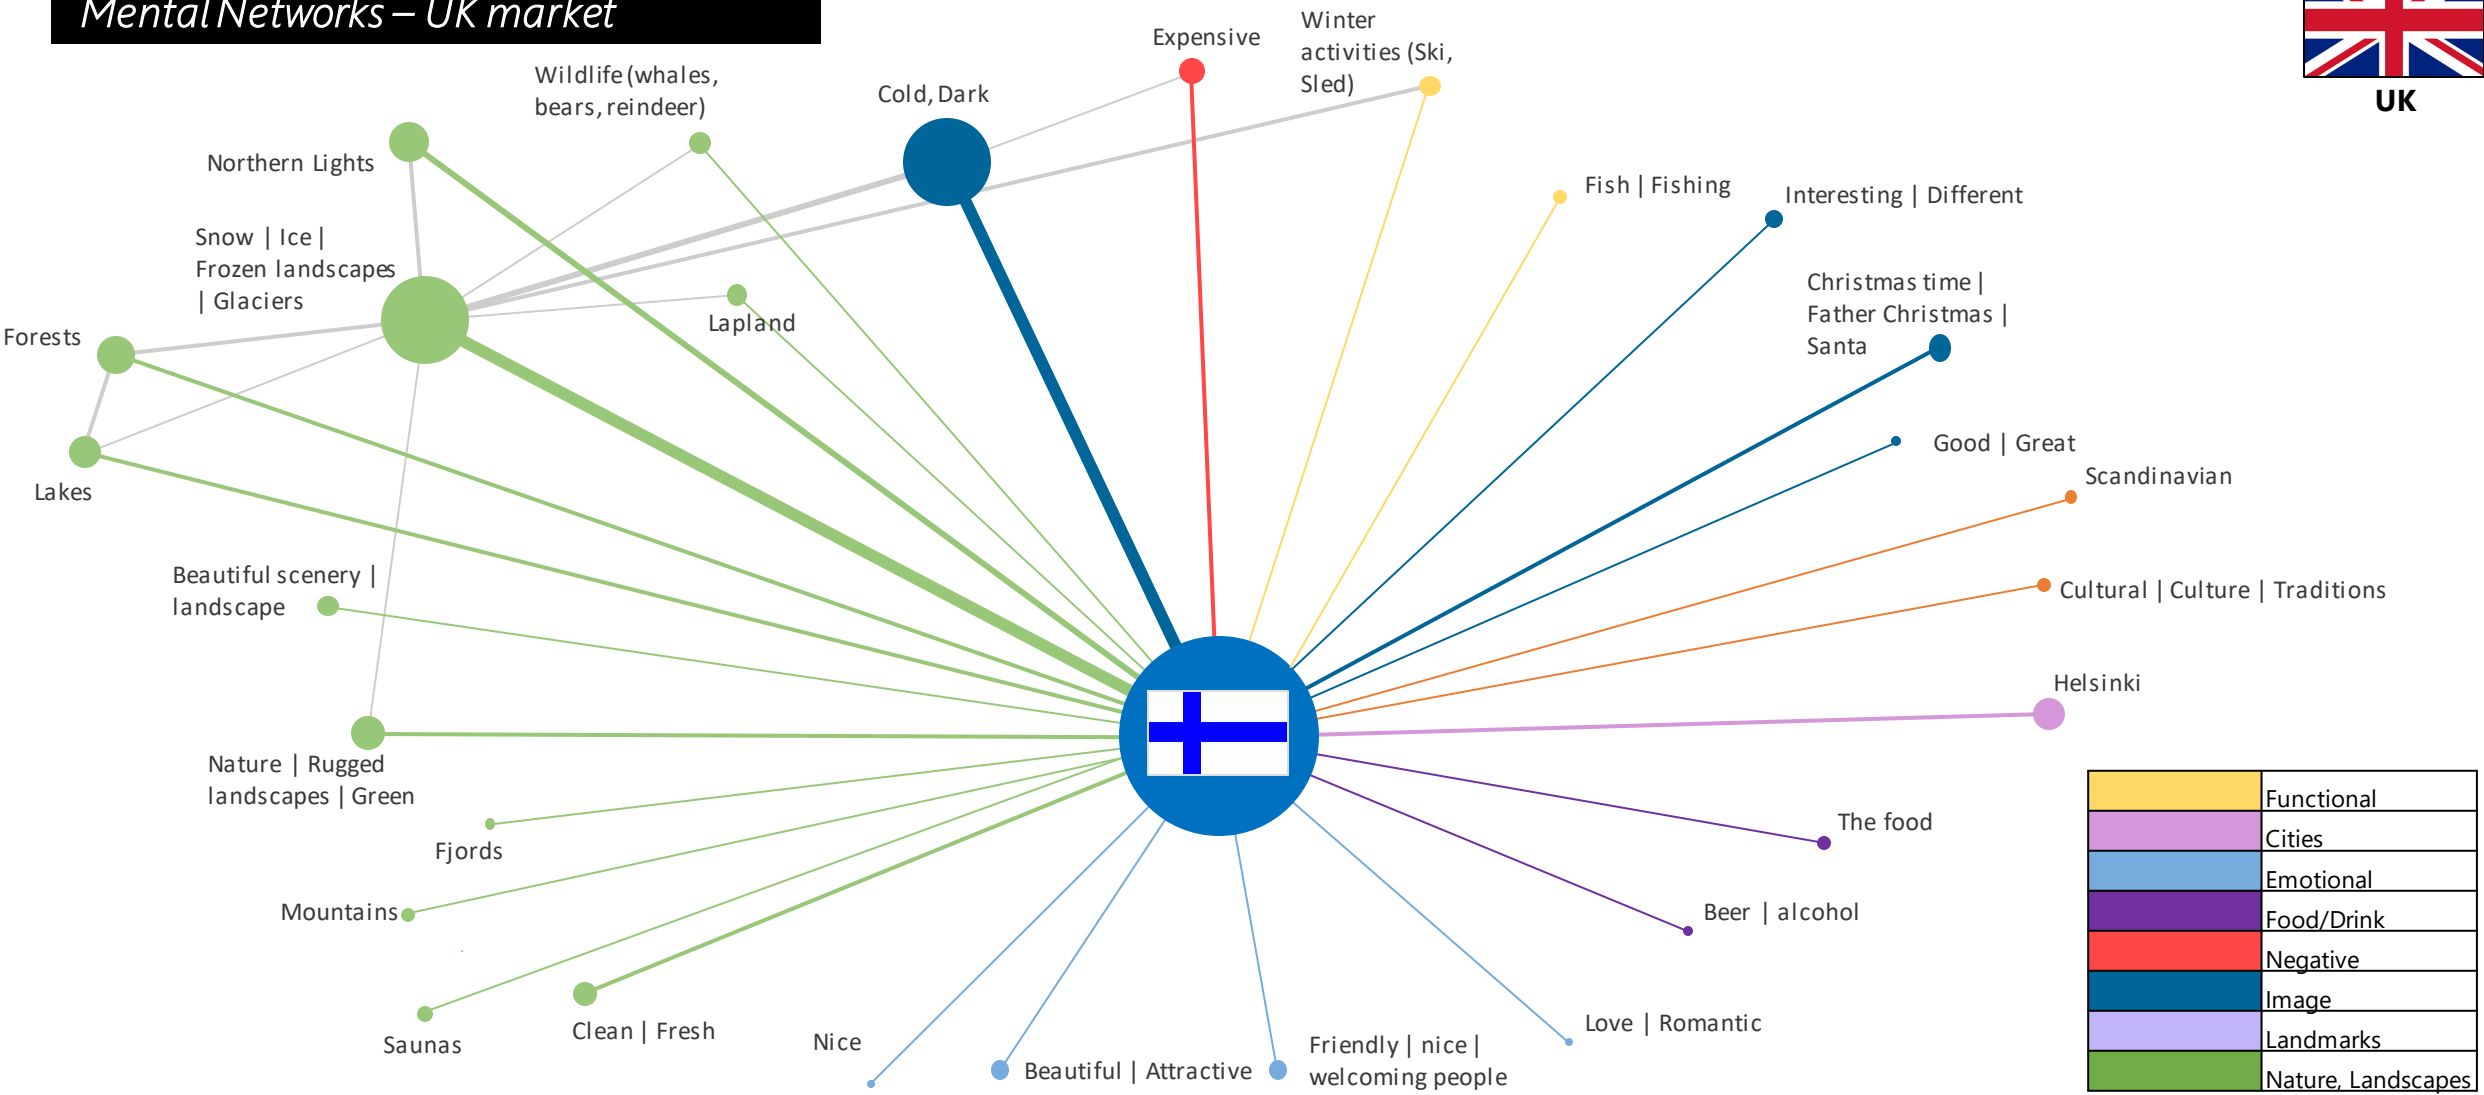 Mental Networks – UK market
UK
Winter
activities (Ski,
Sled)
Expensive
Wildlife (whales,
bears, reindeer)
Cold, Dark
Northern Lights
Fish | Fishing
Interesting | Different
Snow | Ice |
Frozen landscapes
| Glaciers
Christmas time |
Father Christmas |
Santa
Lapland
Forests
Good | Great
Scandinavian
Lakes
Beautiful scenery |
landscape
Cultural | Culture | Traditions
Helsinki
Nature | Rugged
landscapes | Green
The food
Fjords
Mountains
Beer | alcohol
Saunas
Clean | Fresh
Nice
Beautiful | Attractive
Friendly | nice |
welcoming people
Love | Romantic
Functional
Cities
Emotional
Food/Drink
Negative
Image
Landmarks
Nature, Landscapes